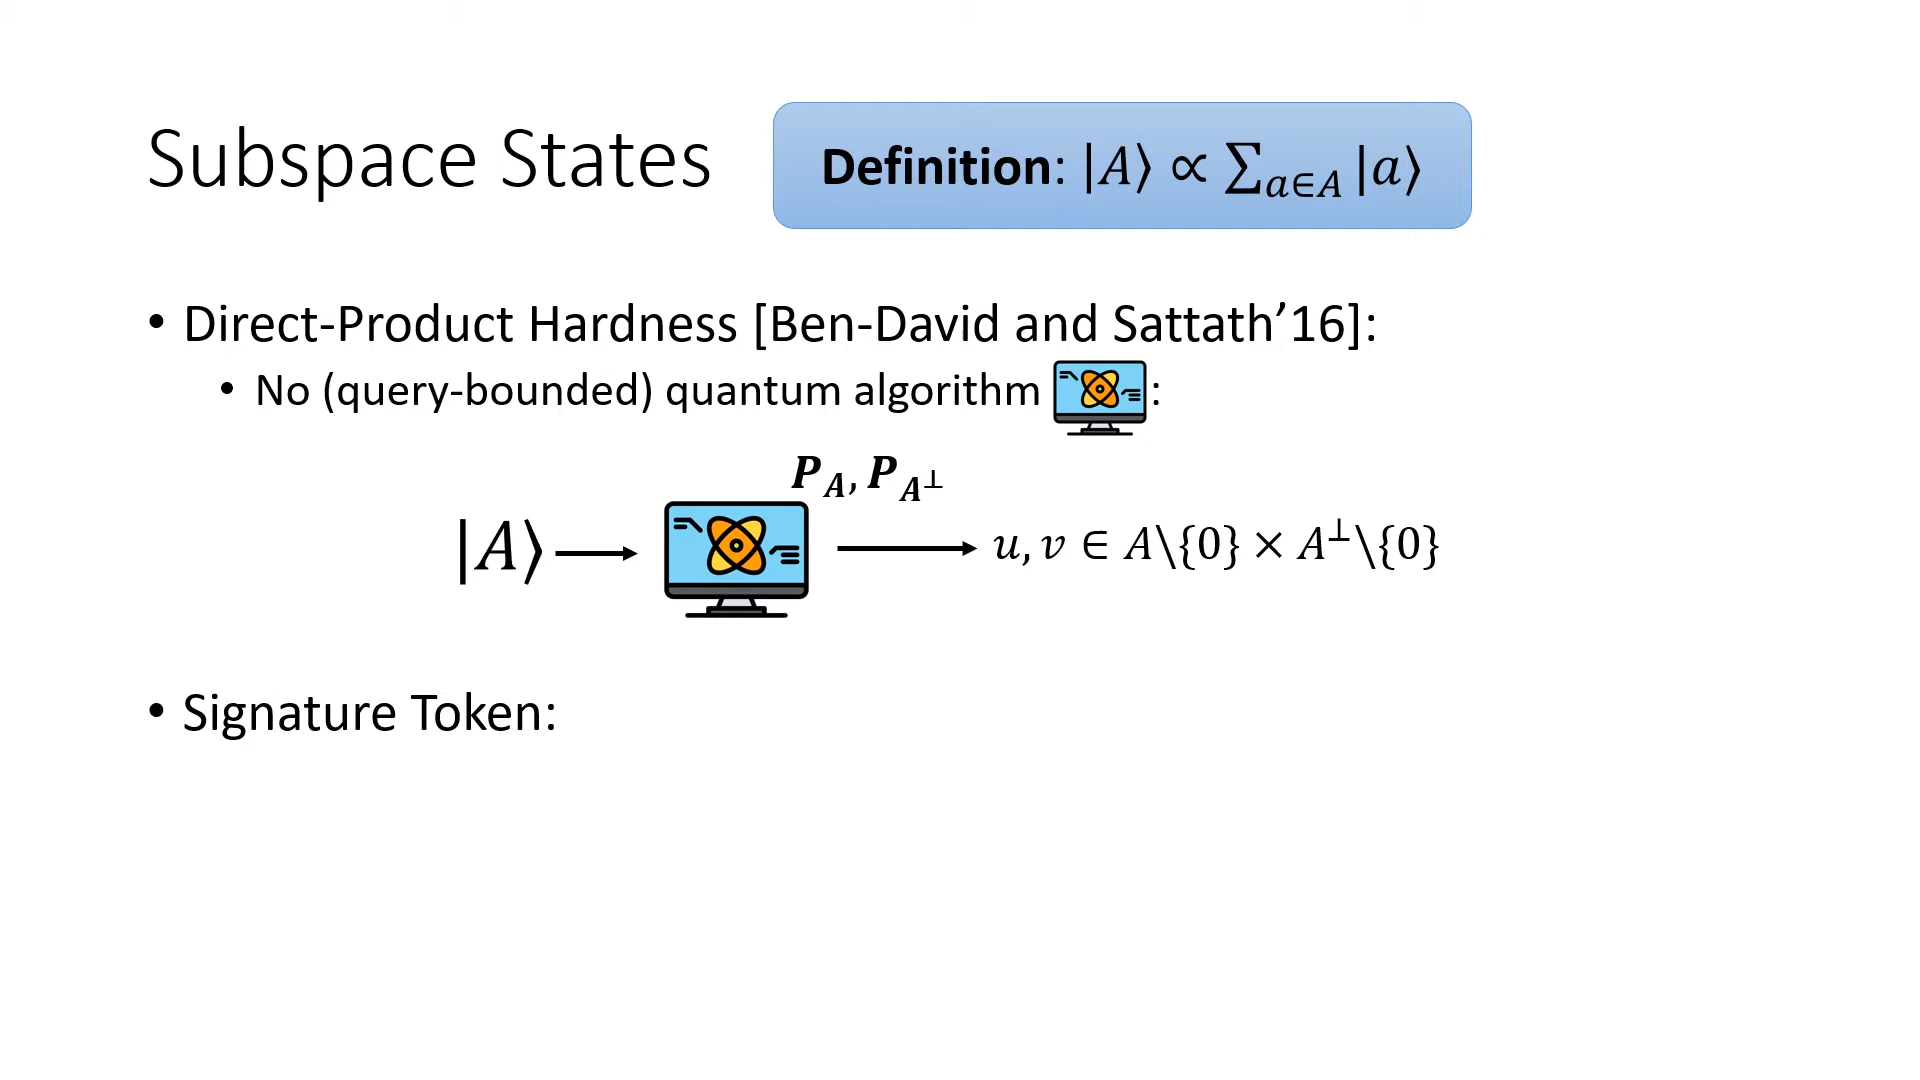 Subspace States
Definition: |A⟩ ∝ ∑_{a∈A} |a⟩
• Direct-Product Hardness [Ben-David and Sattath’16]:
• No (query-bounded) quantum algorithm :
P_A, P_{A^⊥}
|A⟩
u, v ∈ A\{0} × A^⊥\{0}
• Signature Token: